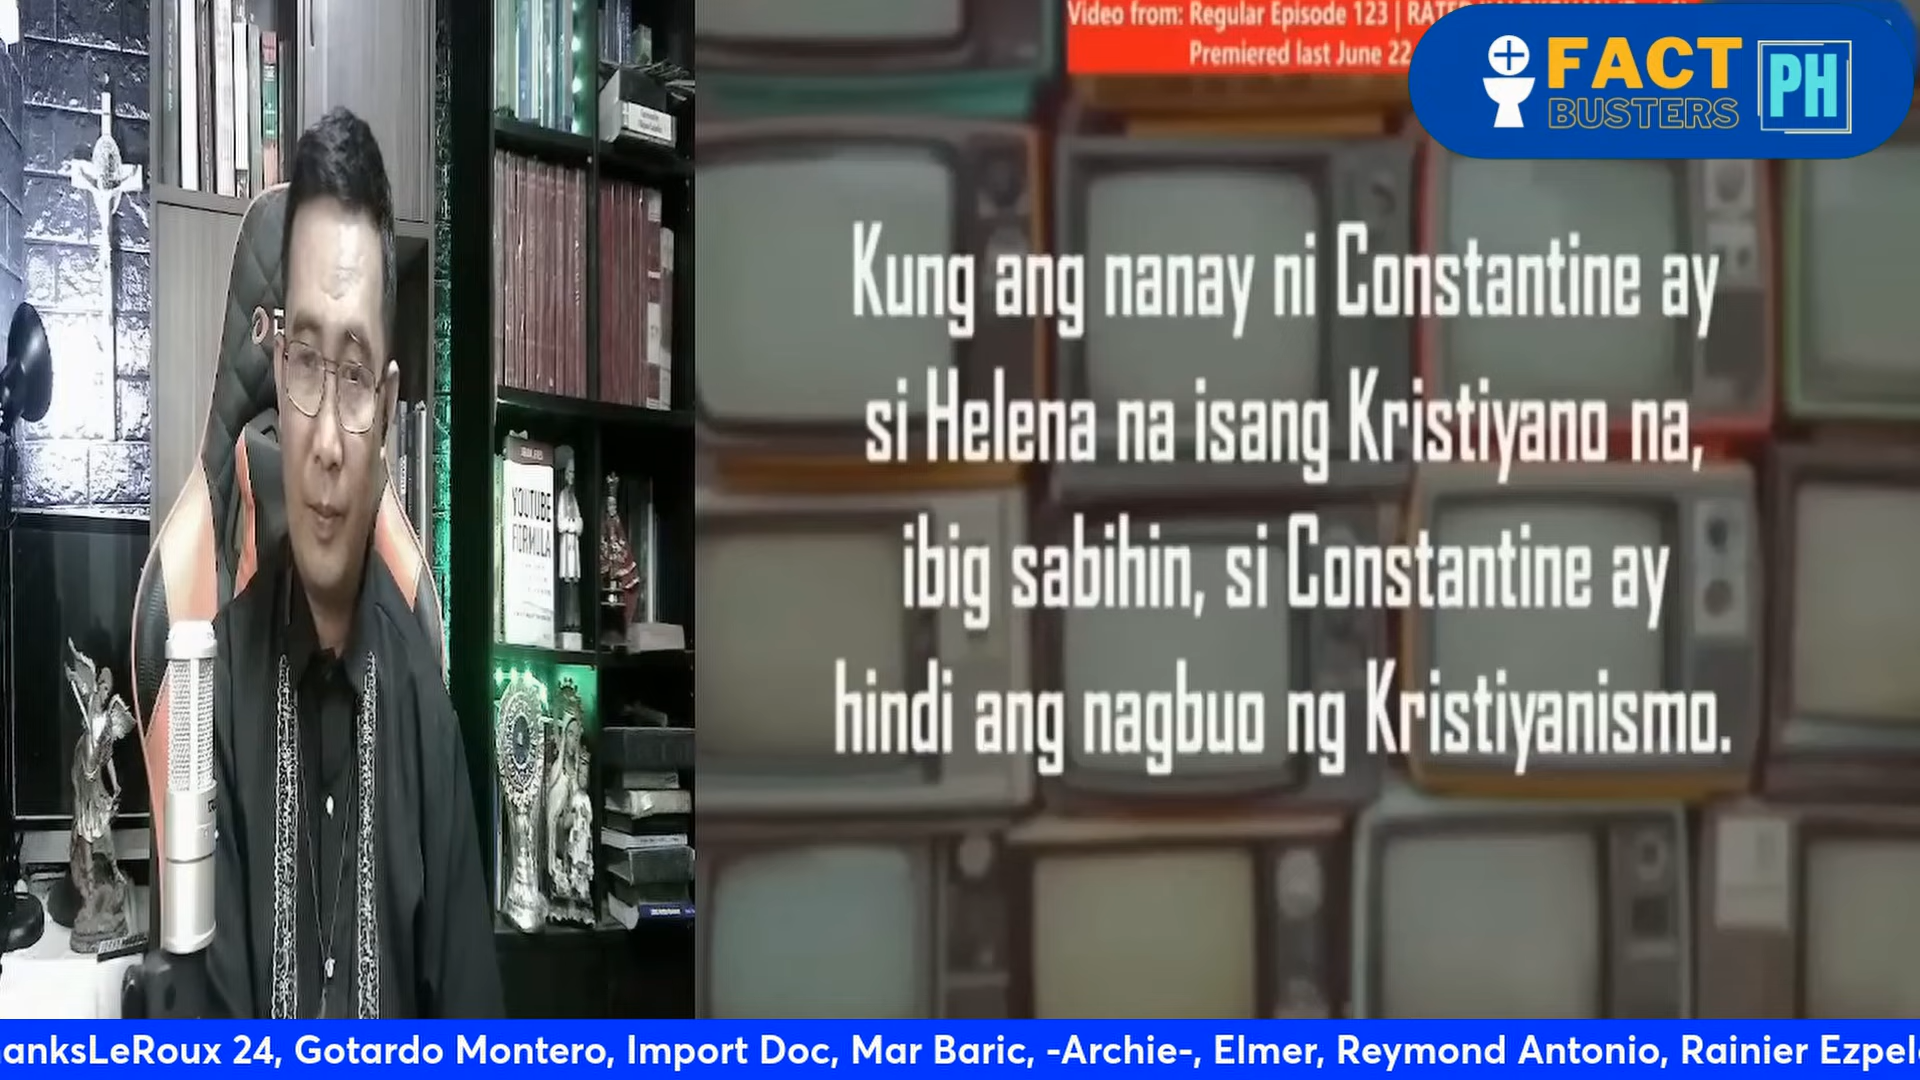 Video from: Regular Episode 123 |
Premiered last June 22
FACT
BUSTERS
PH
Kung ang nanay ni Constantine ay
si Helena na isang Kristiyano na,
ibig sabihin, si Constantine ay
hindi ang nagbuo ng Kristiyanismo.
YOUTUBE
FORMULA
anksLeRoux 24, Gotardo Montero, Import Doc, Mar Baric, -Archie-, Elmer, Reymond Antonio, Rainier Ezpel